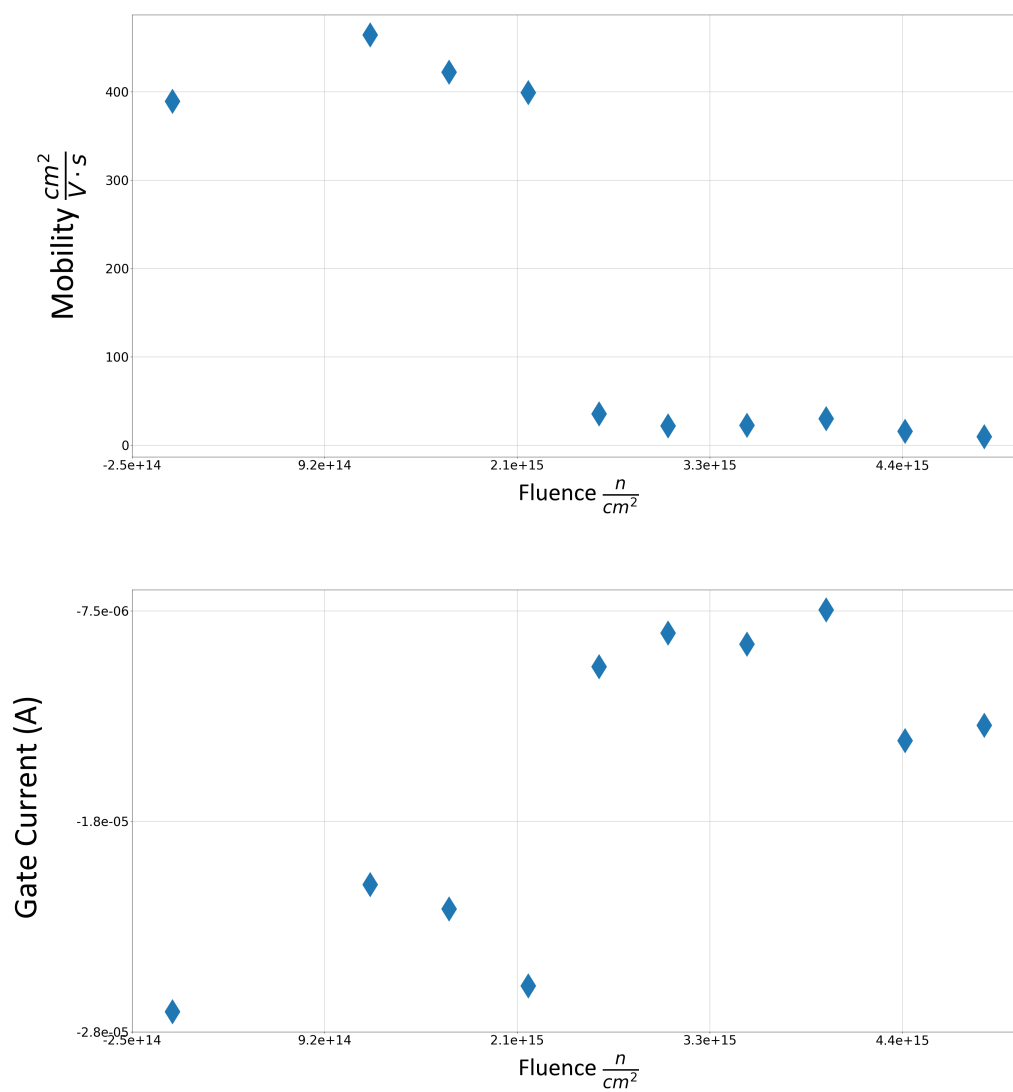 400
300
200
100
0
Mobility cm²/V · s
-2.5e+14 9.2e+14 2.1e+15 3.3e+15 4.4e+15
Fluence n/cm²
-7.5e-06
-1.8e-05
-2.8e-05
Gate Current (A)
-2.5e+14 9.2e+14 2.1e+15 3.3e+15 4.4e+15
Fluence n/cm²